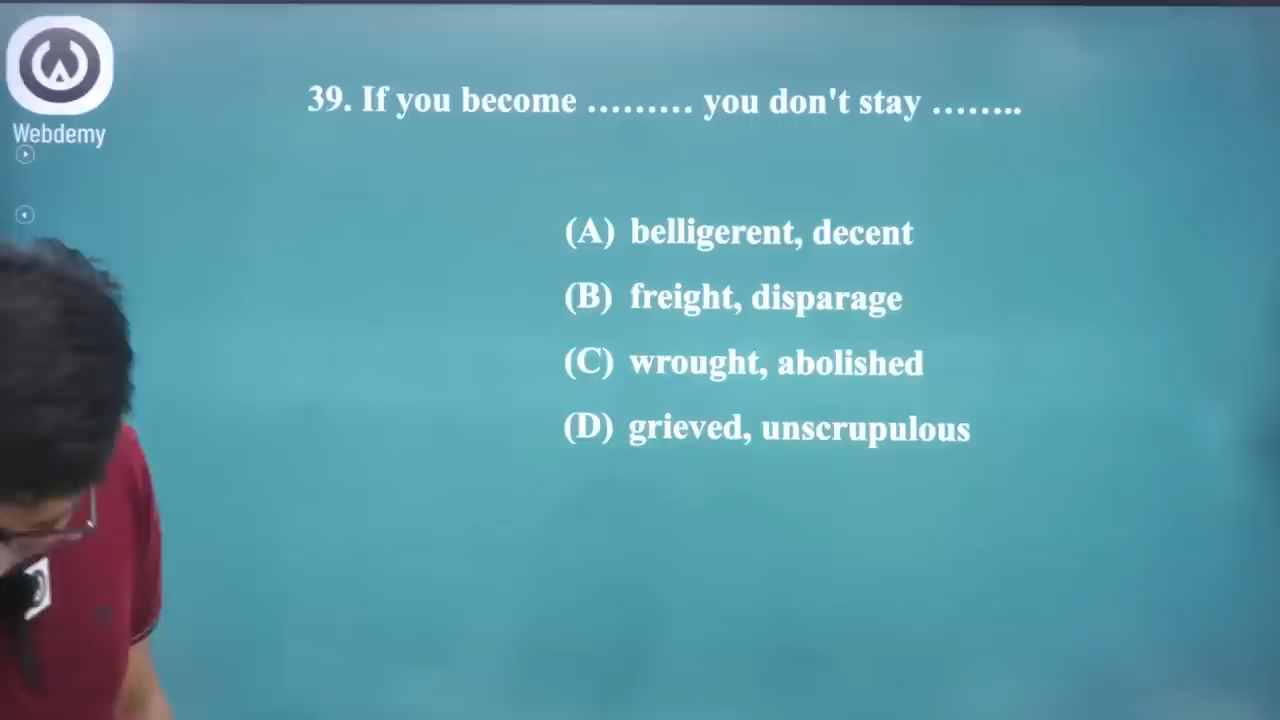 Webdemy
39. If you become ......... you don't stay ........
(A) belligerent, decent
(B) freight, disparage
(C) wrought, abolished
(D) grieved, unscrupulous